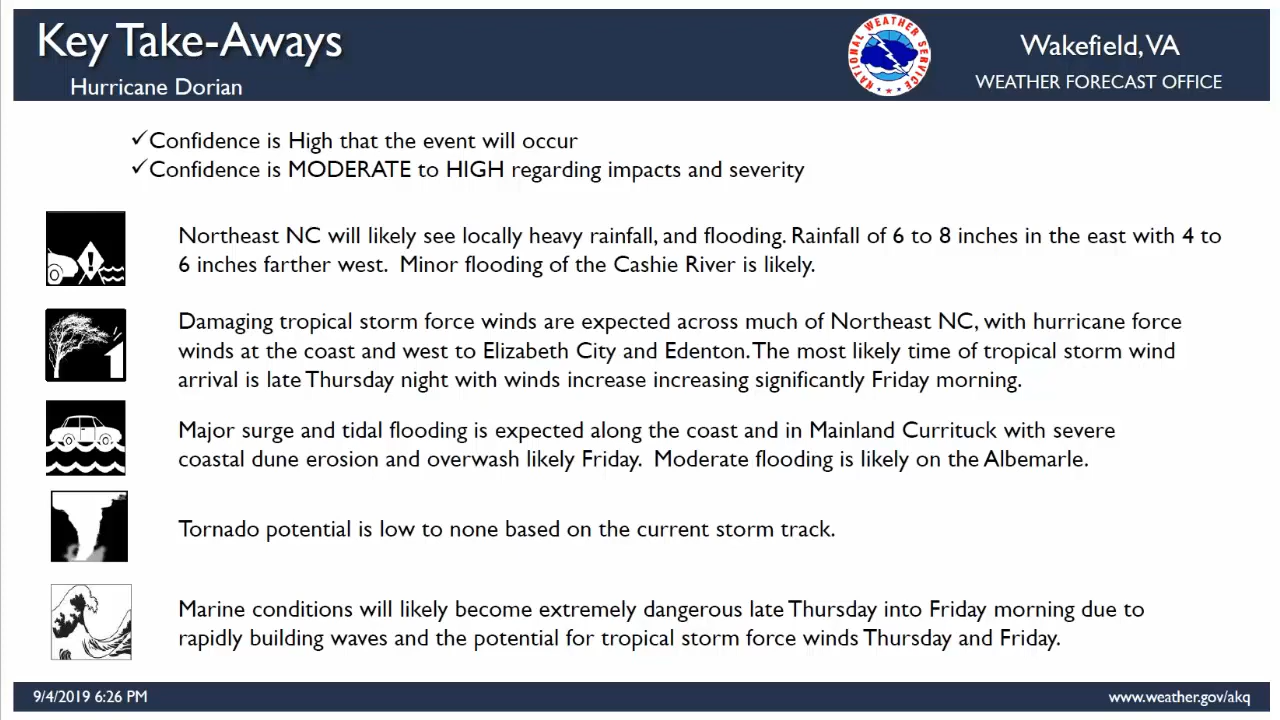 Key Take-Aways
Hurricane Dorian
NATIONAL WEATHER SERVICE
Wakefield, VA
WEATHER FORECAST OFFICE
✓Confidence is High that the event will occur
✓Confidence is MODERATE to HIGH regarding impacts and severity
Northeast NC will likely see locally heavy rainfall, and flooding. Rainfall of 6 to 8 inches in the east with 4 to
6 inches farther west. Minor flooding of the Cashie River is likely.
Damaging tropical storm force winds are expected across much of Northeast NC, with hurricane force
winds at the coast and west to Elizabeth City and Edenton. The most likely time of tropical storm wind
arrival is late Thursday night with winds increase increasing significantly Friday morning.
Major surge and tidal flooding is expected along the coast and in Mainland Currituck with severe
coastal dune erosion and overwash likely Friday. Moderate flooding is likely on the Albemarle.
Tornado potential is low to none based on the current storm track.
Marine conditions will likely become extremely dangerous late Thursday into Friday morning due to
rapidly building waves and the potential for tropical storm force winds Thursday and Friday.
9/4/2019 6:26 PM
www.weather.gov/akq